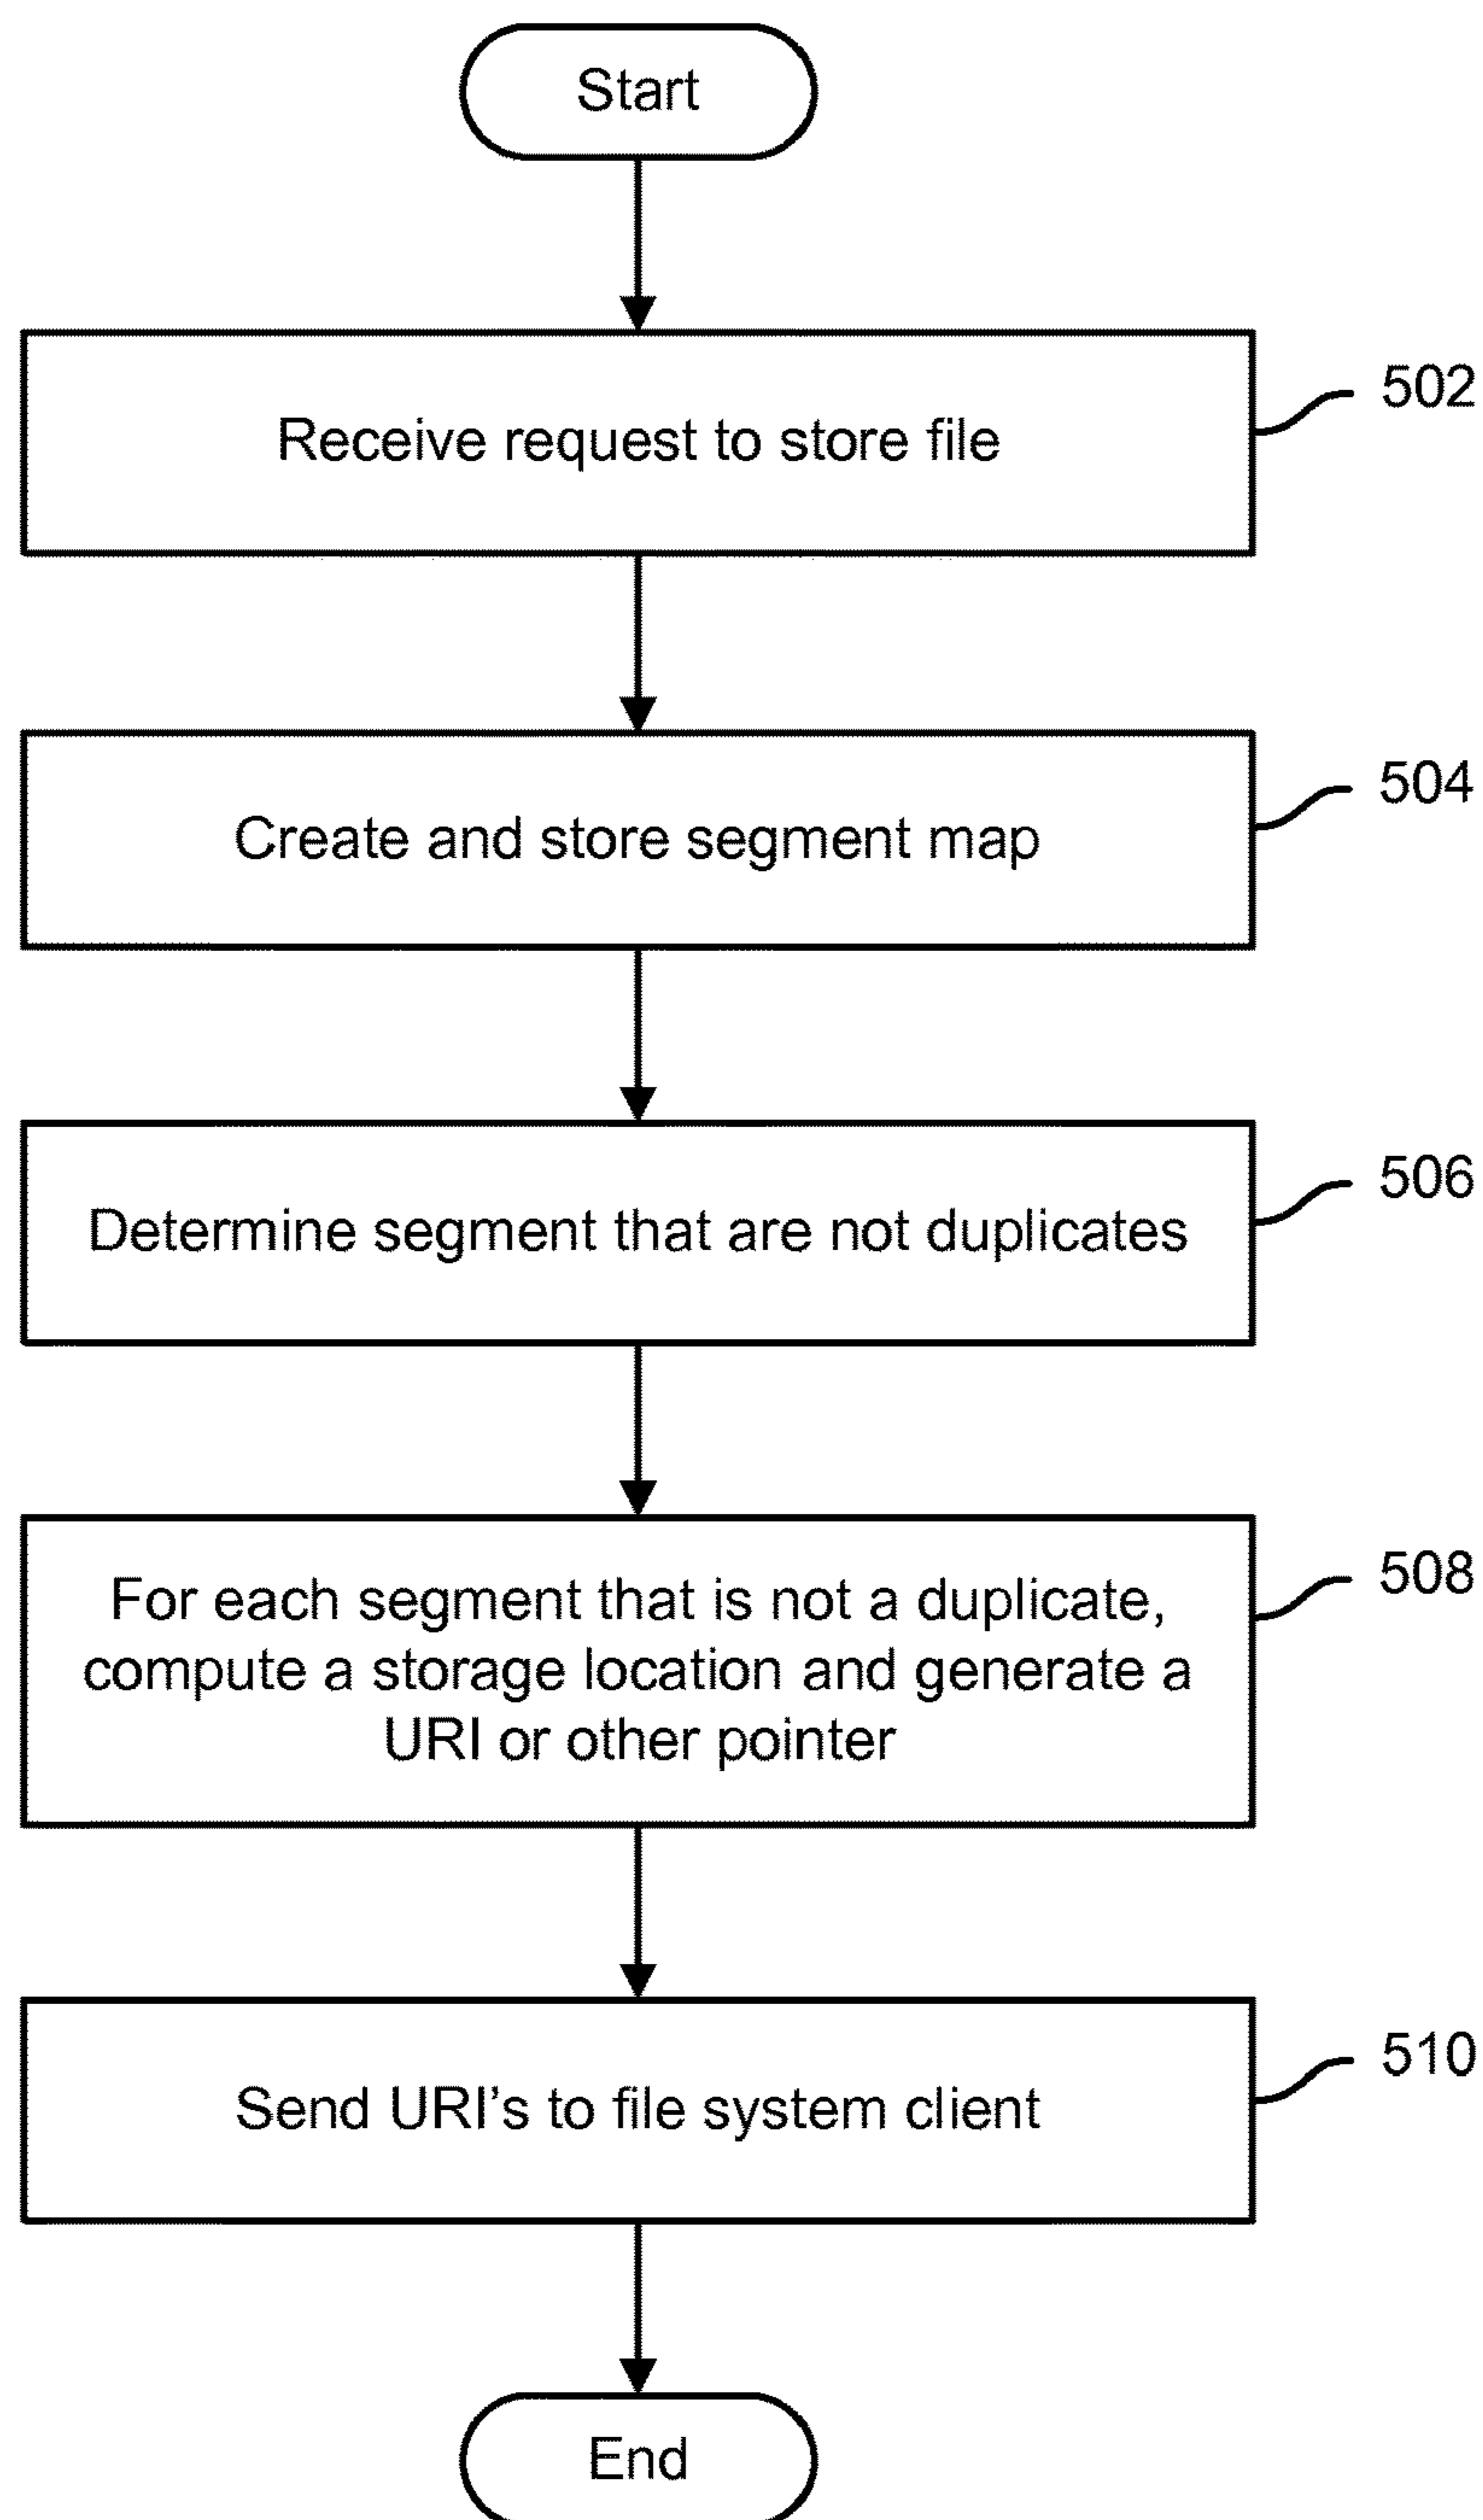 Start
Receive request to store file
502
Create and store segment map
504
Determine segment that are not duplicates
506
For each segment that is not a duplicate,
compute a storage location and generate a
URI or other pointer
508
Send URI's to file system client
510
End